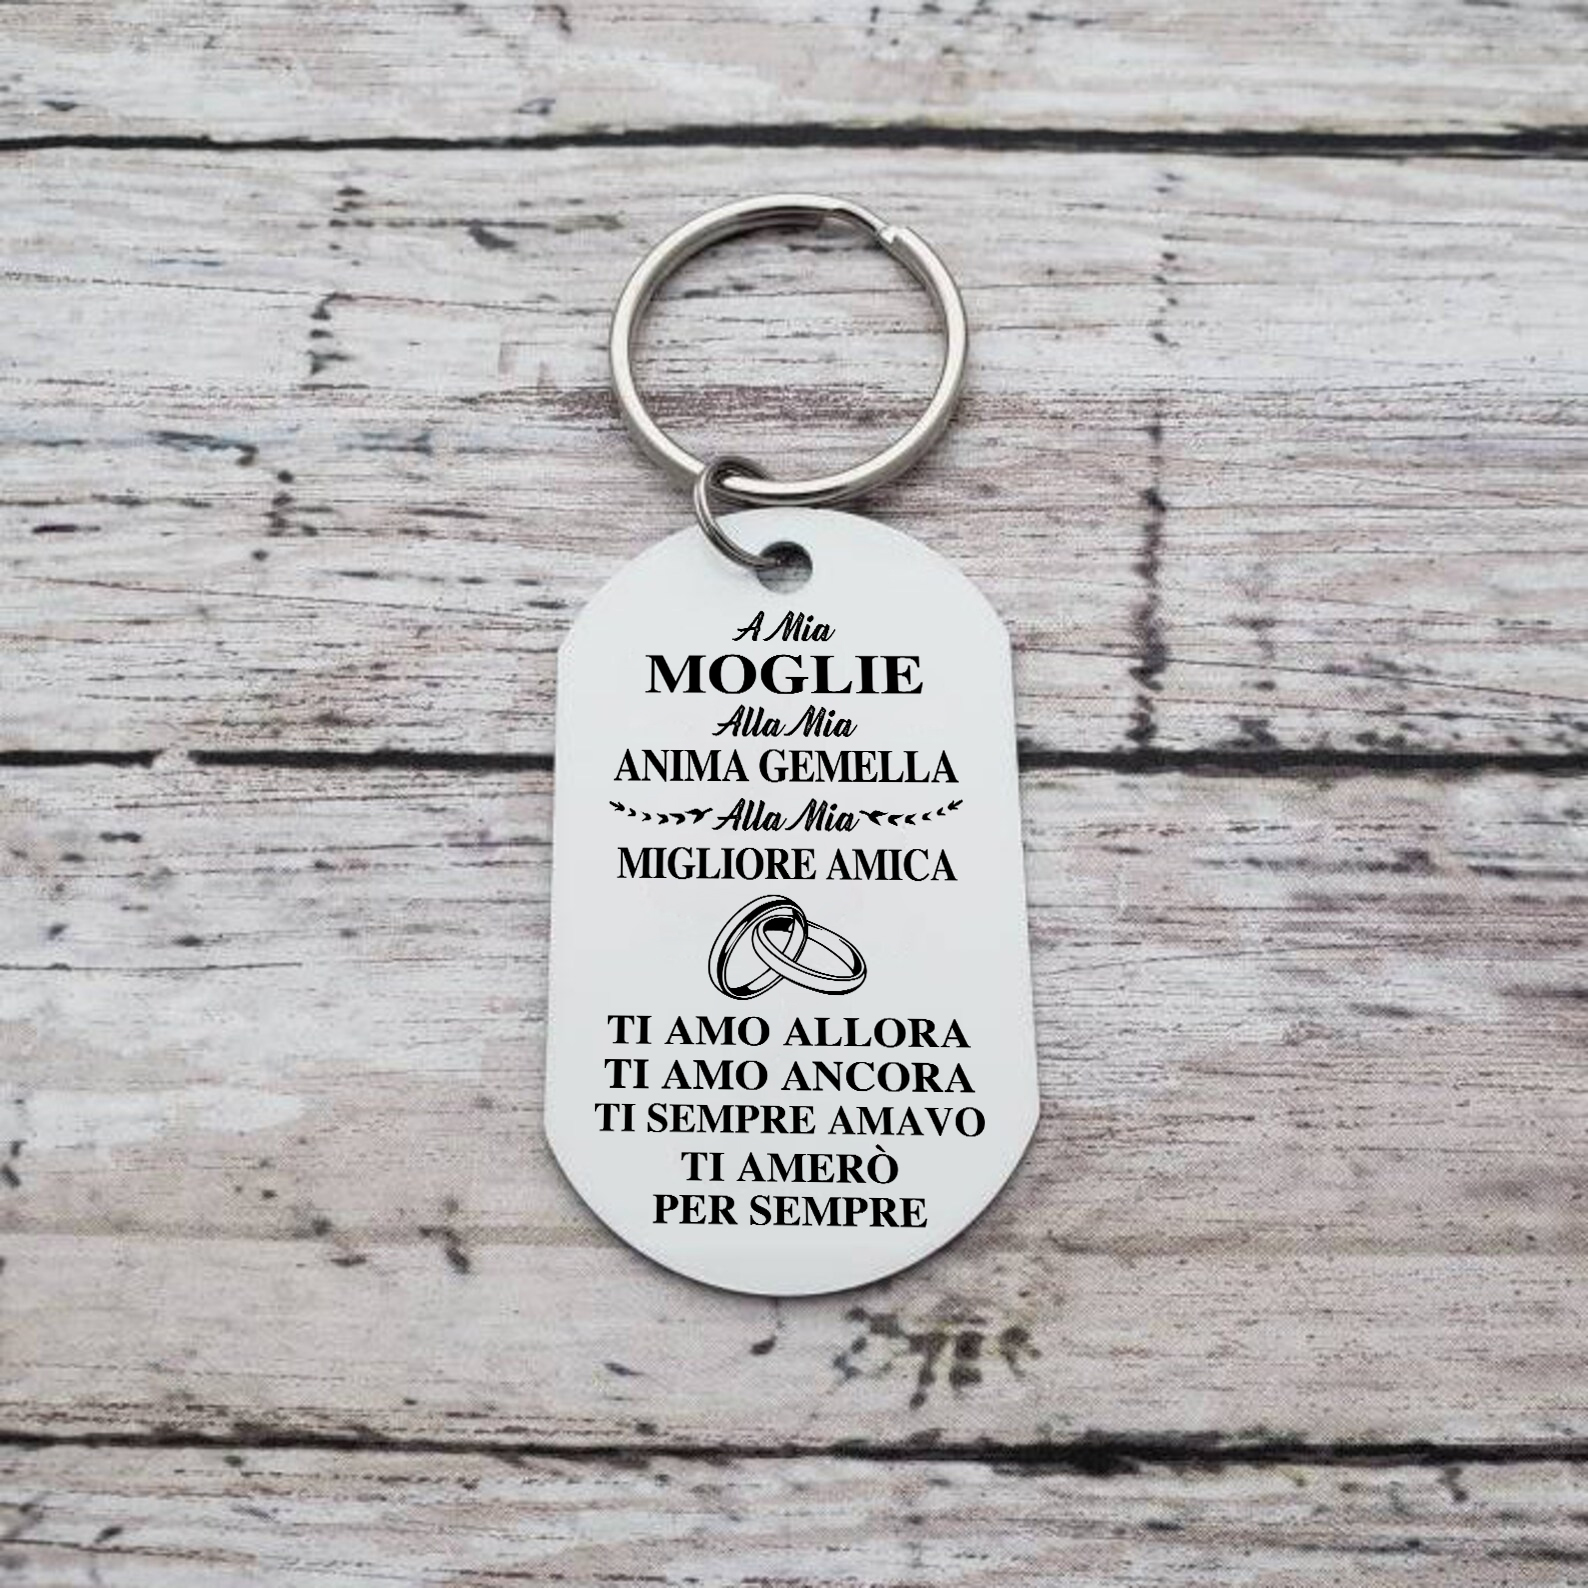 A Mia
MOGLIE
Alla Mia
ANIMA GEMELLA
Alla Mia
MIGLIORE AMICA
TI AMO ALLORA
TI AMO ANCORA
TI SEMPRE AMAVO
TI AMERÒ
PER SEMPRE